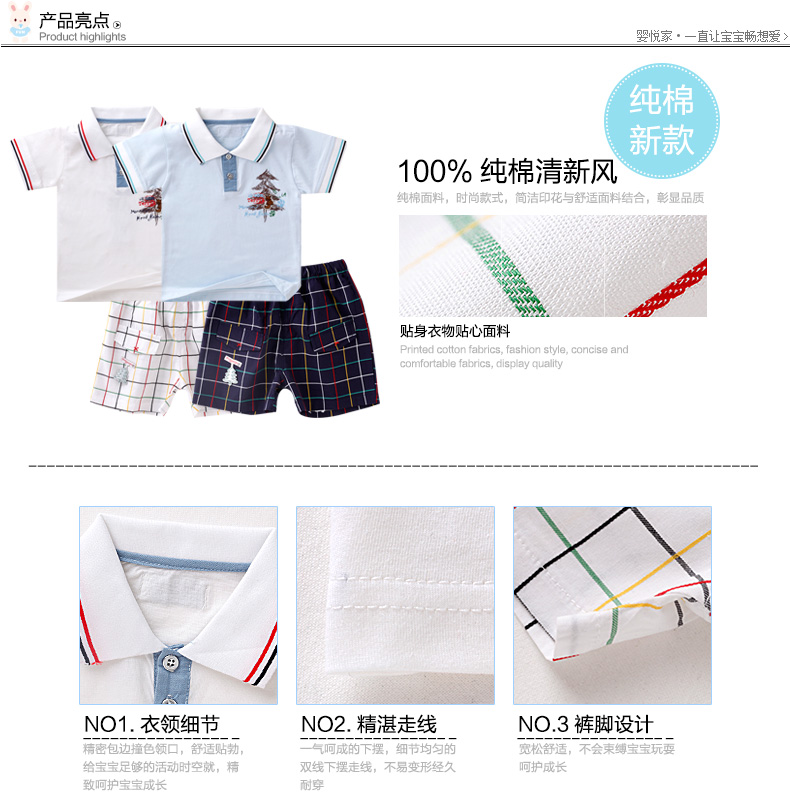 产品亮点
Product highlights
婴悦家·一直让宝宝畅想爱
纯棉
新款
100% 纯棉清新风
纯棉面料，时尚款式，简洁印花与舒适面料结合，彰显品质
贴身衣物贴心面料
Printed cotton fabrics, fashion style, concise and
comfortable fabrics, display quality
NO1. 衣领细节
精密包边撞色领口，舒适贴勃，
给宝宝足够的活动时空就，精
致呵护宝宝成长
NO2. 精湛走线
一气呵成的下摆，细节均匀的
双线下摆走线，不易变形经久
耐穿
NO.3 裤脚设计
宽松舒适，不会束缚宝宝玩耍
呵护成长